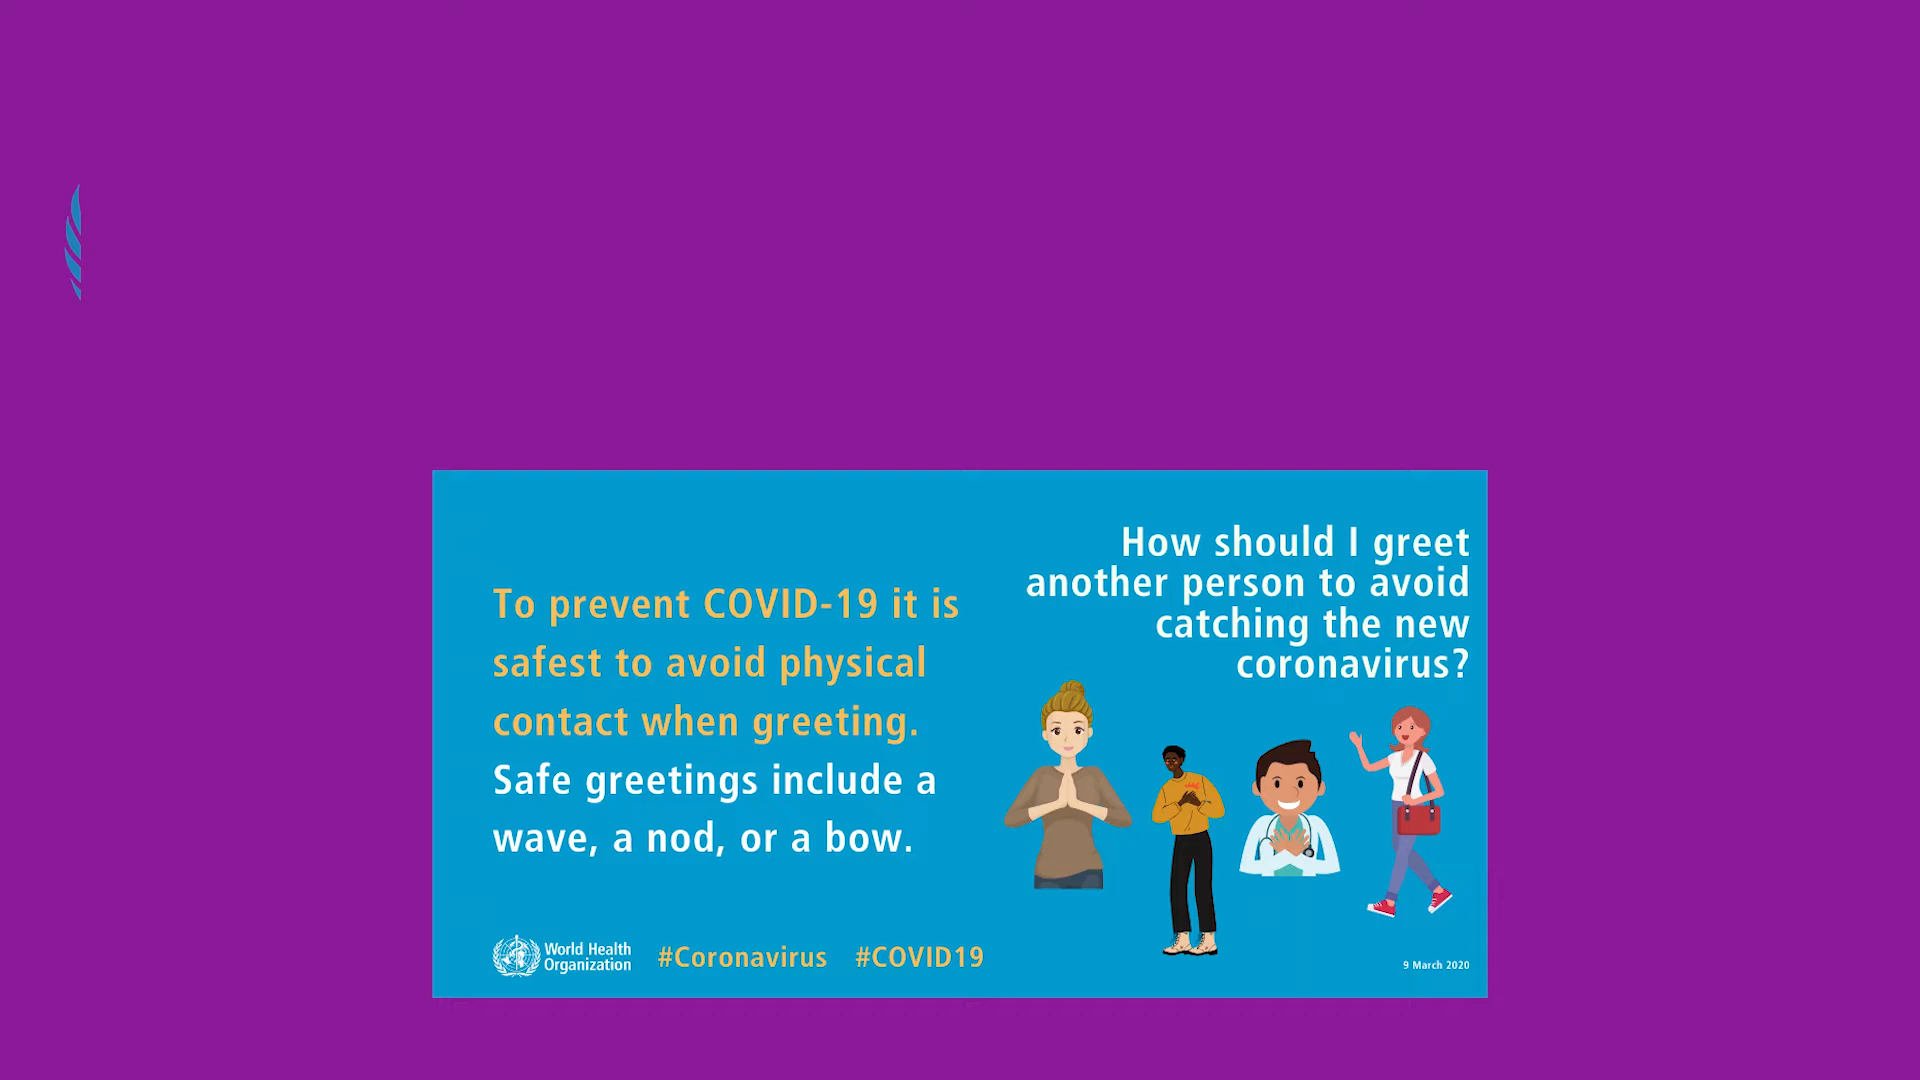 How should I greet
another person to avoid
catching the new
coronavirus?
To prevent COVID-19 it is
safest to avoid physical
contact when greeting.
Safe greetings include a
wave, a nod, or a bow.
World Health
Organization
#Coronavirus #COVID19
9 March 2020